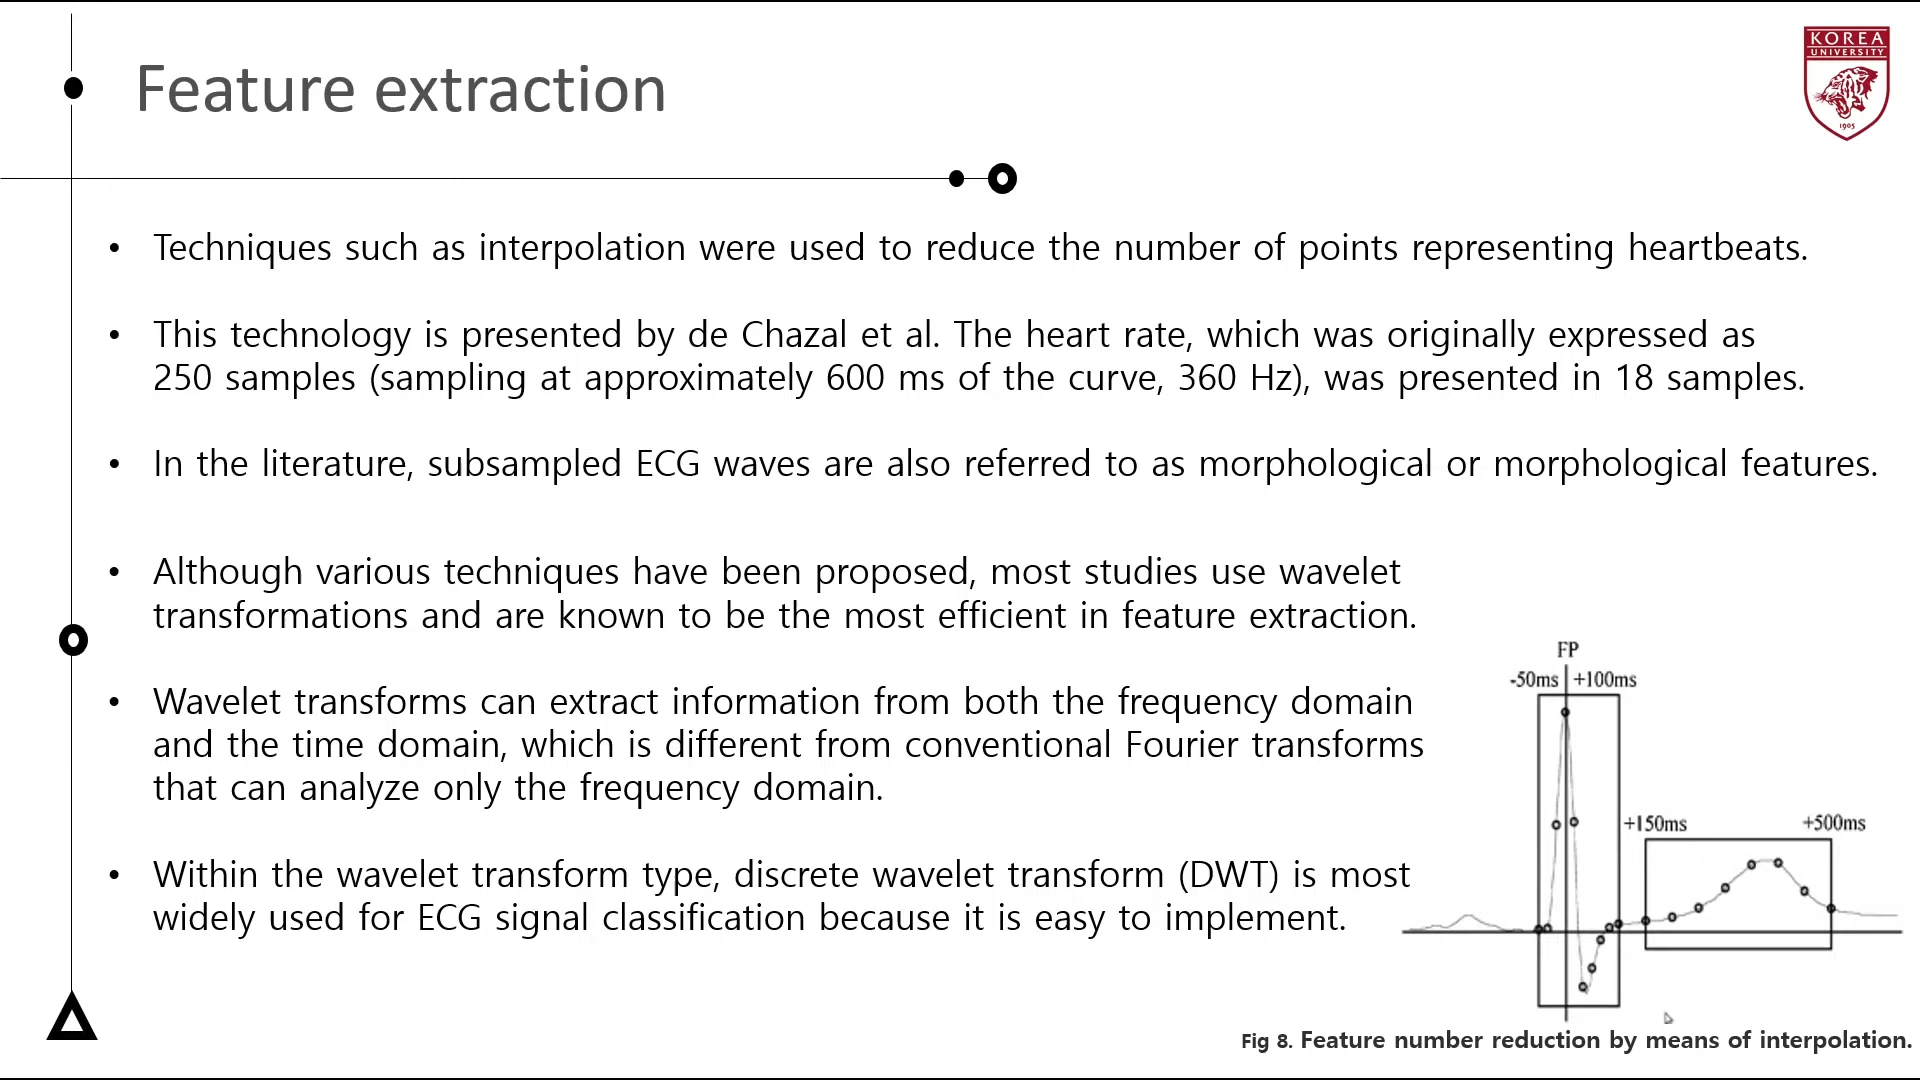 Feature extraction
KOREA
UNIVERSITY
1905
• Techniques such as interpolation were used to reduce the number of points representing heartbeats.
• This technology is presented by de Chazal et al. The heart rate, which was originally expressed as
250 samples (sampling at approximately 600 ms of the curve, 360 Hz), was presented in 18 samples.
• In the literature, subsampled ECG waves are also referred to as morphological or morphological features.
• Although various techniques have been proposed, most studies use wavelet
transformations and are known to be the most efficient in feature extraction.
• Wavelet transforms can extract information from both the frequency domain
and the time domain, which is different from conventional Fourier transforms
that can analyze only the frequency domain.
• Within the wavelet transform type, discrete wavelet transform (DWT) is most
widely used for ECG signal classification because it is easy to implement.
FP
-50ms +100ms
+150ms +500ms
Fig 8. Feature number reduction by means of interpolation.